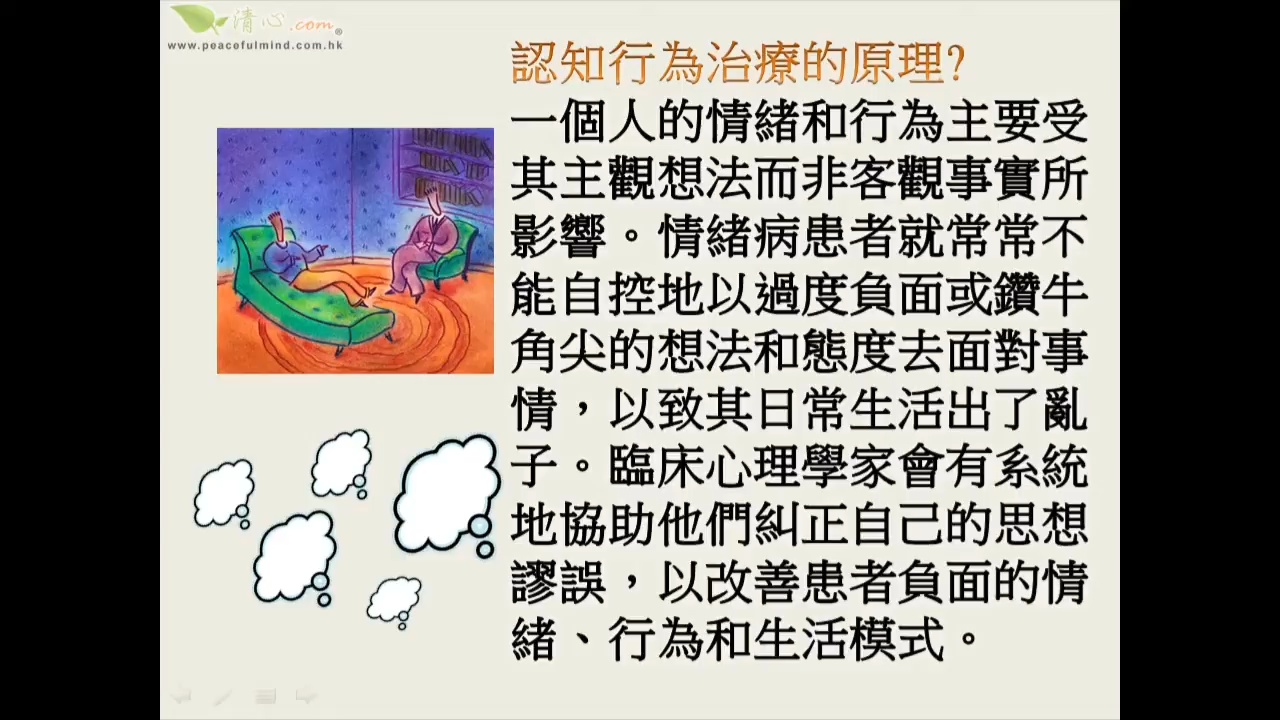 清心.com®
www.peacefulmind.com.hk
認知行為治療的原理?
一個人的情緒和行為主要受
其主觀想法而非客觀事實所
影響。情緒病患者就常常不
能自控地以過度負面或鑽牛
角尖的想法和態度去面對事
情，以致其日常生活出了亂
子。臨床心理學家會有系統
地協助他們糾正自己的思想
謬誤，以改善患者負面的情
緒、行為和生活模式。